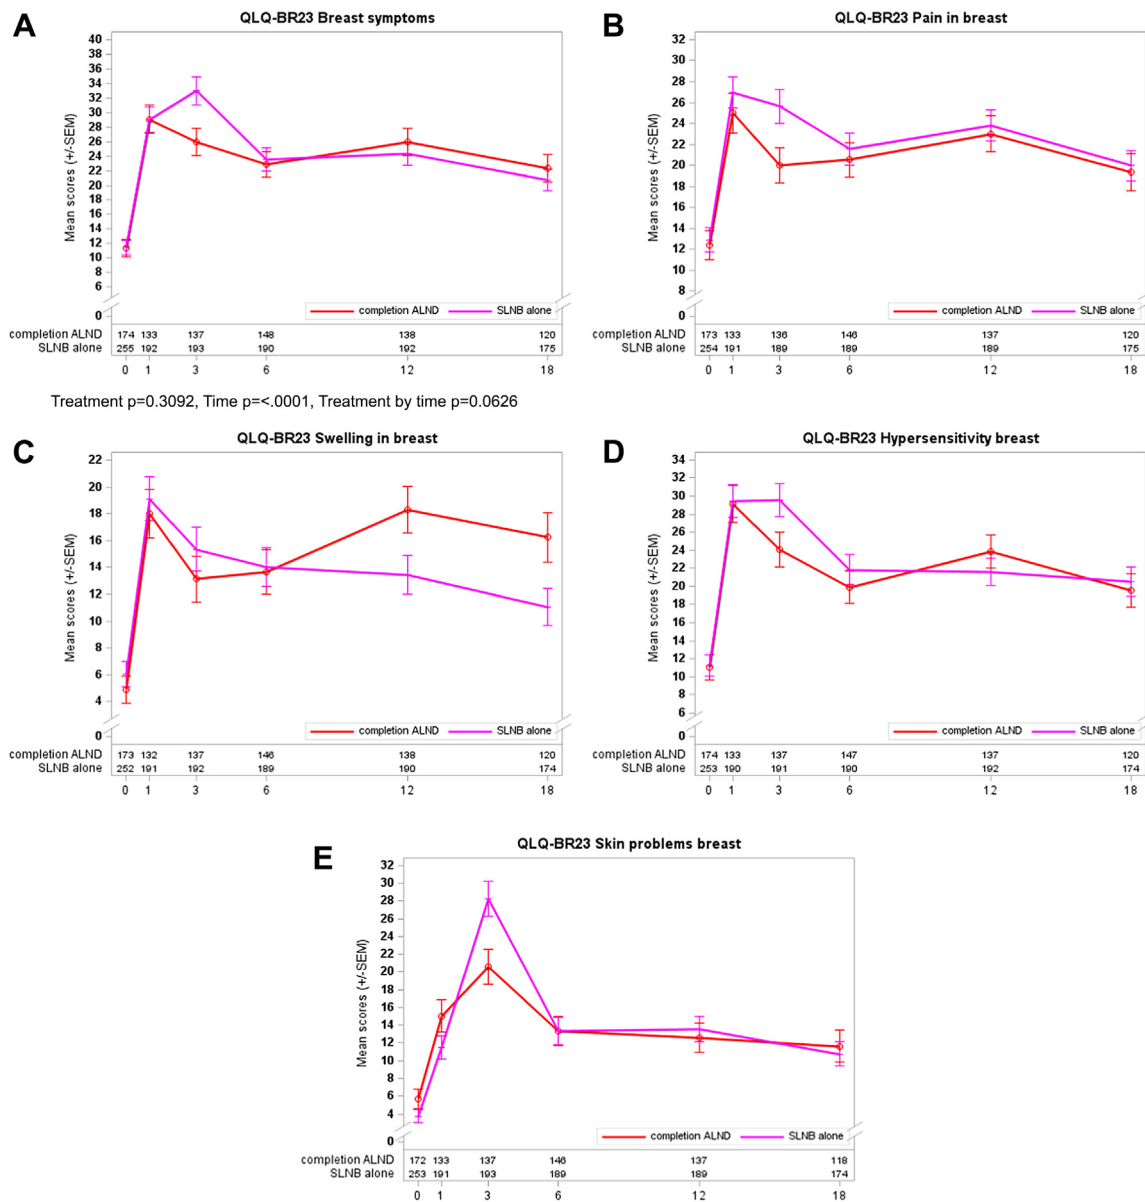 A
QLQ-BR23 Breast symptoms
Mean scores (+/-SEM)
40
38
36
34
32
30
28
26
24
22
20
18
16
14
12
10
8
6
0
completion ALND SLNB alone
completion ALND 174 133 137 148 138 120
SLNB alone 255 192 193 190 192 175
0 1 3 6 12 18
Treatment p=0.3092, Time p=<.0001, Treatment by time p=0.0626
B
QLQ-BR23 Pain in breast
Mean scores (+/-SEM)
32
30
28
26
24
22
20
18
16
14
12
10
8
0
completion ALND SLNB alone
completion ALND 173 133 136 146 137 120
SLNB alone 254 191 189 189 189 175
0 1 3 6 12 18
C
QLQ-BR23 Swelling in breast
Mean scores (+/-SEM)
22
20
18
16
14
12
10
8
6
4
0
completion ALND SLNB alone
completion ALND 173 132 137 146 138 120
SLNB alone 252 191 192 189 190 174
0 1 3 6 12 18
D
QLQ-BR23 Hypersensitivity breast
Mean scores (+/-SEM)
34
32
30
28
26
24
22
20
18
16
14
12
10
8
6
0
completion ALND SLNB alone
completion ALND 174 133 137 147 137 120
SLNB alone 253 190 191 190 192 174
0 1 3 6 12 18
E
QLQ-BR23 Skin problems breast
Mean scores (+/-SEM)
32
30
28
26
24
22
20
18
16
14
12
10
8
6
4
0
completion ALND SLNB alone
completion ALND 172 133 137 146 137 118
SLNB alone 253 191 193 189 189 174
0 1 3 6 12 18